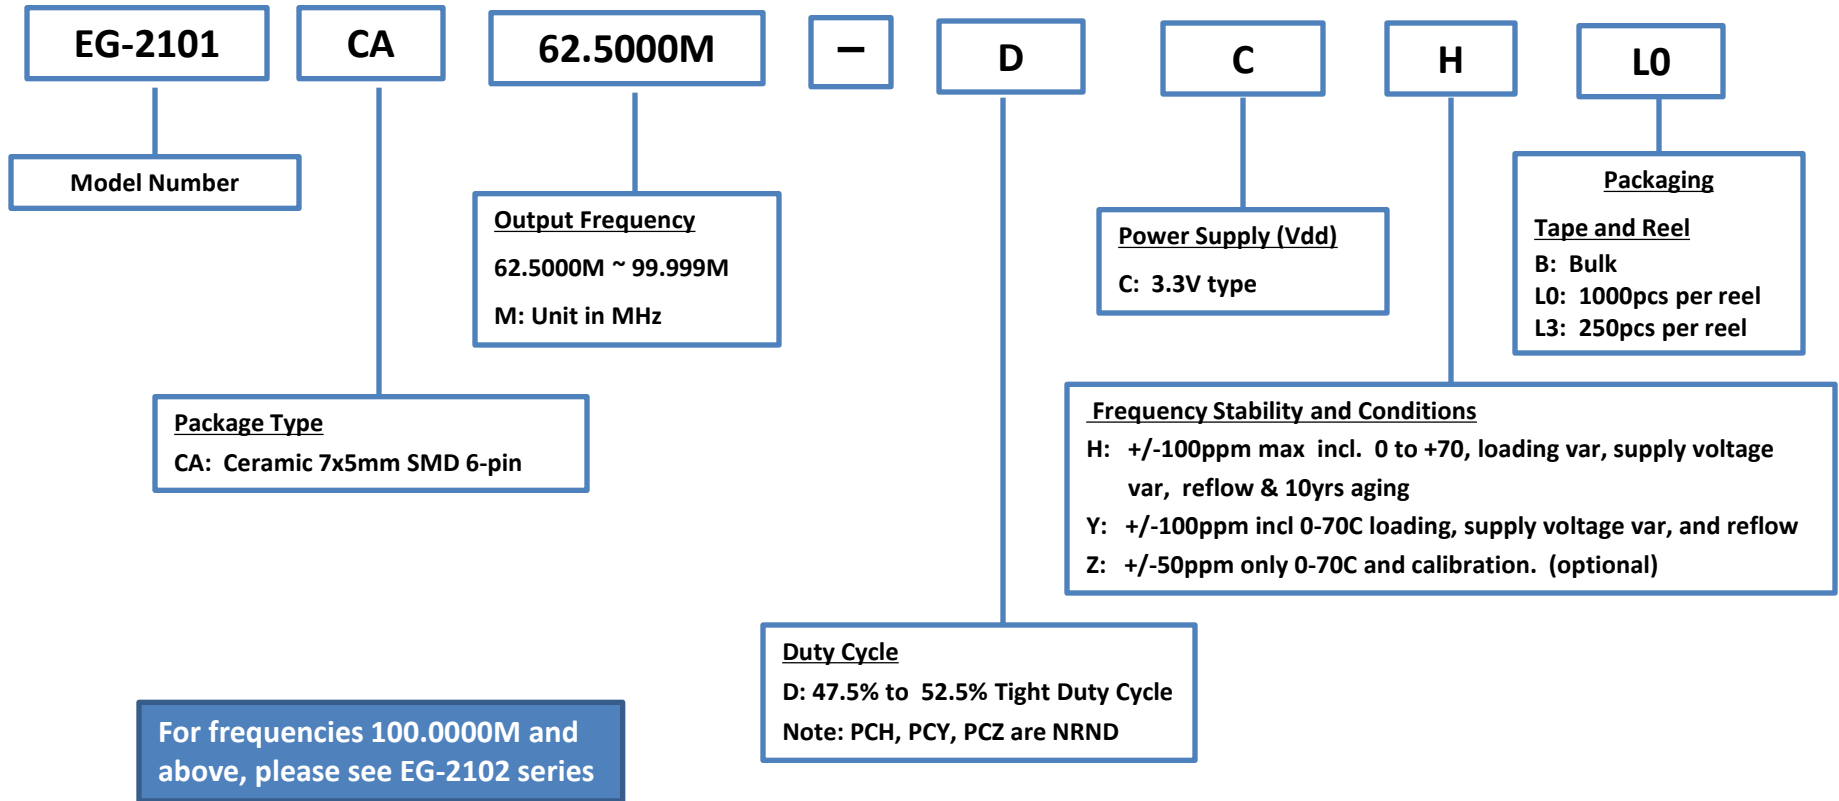 EG-2101 CA 62.5000M – D C H L0
Model Number
Output Frequency
62.5000M ~ 99.999M
M: Unit in MHz
Power Supply (Vdd)
C: 3.3V type
Packaging
Tape and Reel
B: Bulk
L0: 1000pcs per reel
L3: 250pcs per reel
Package Type
CA: Ceramic 7x5mm SMD 6-pin
Frequency Stability and Conditions
H: +/-100ppm max incl. 0 to +70, loading var, supply voltage
var, reflow & 10yrs aging
Y: +/-100ppm incl 0-70C loading, supply voltage var, and reflow
Z: +/-50ppm only 0-70C and calibration. (optional)
Duty Cycle
D: 47.5% to 52.5% Tight Duty Cycle
Note: PCH, PCY, PCZ are NRND
For frequencies 100.0000M and
above, please see EG-2102 series